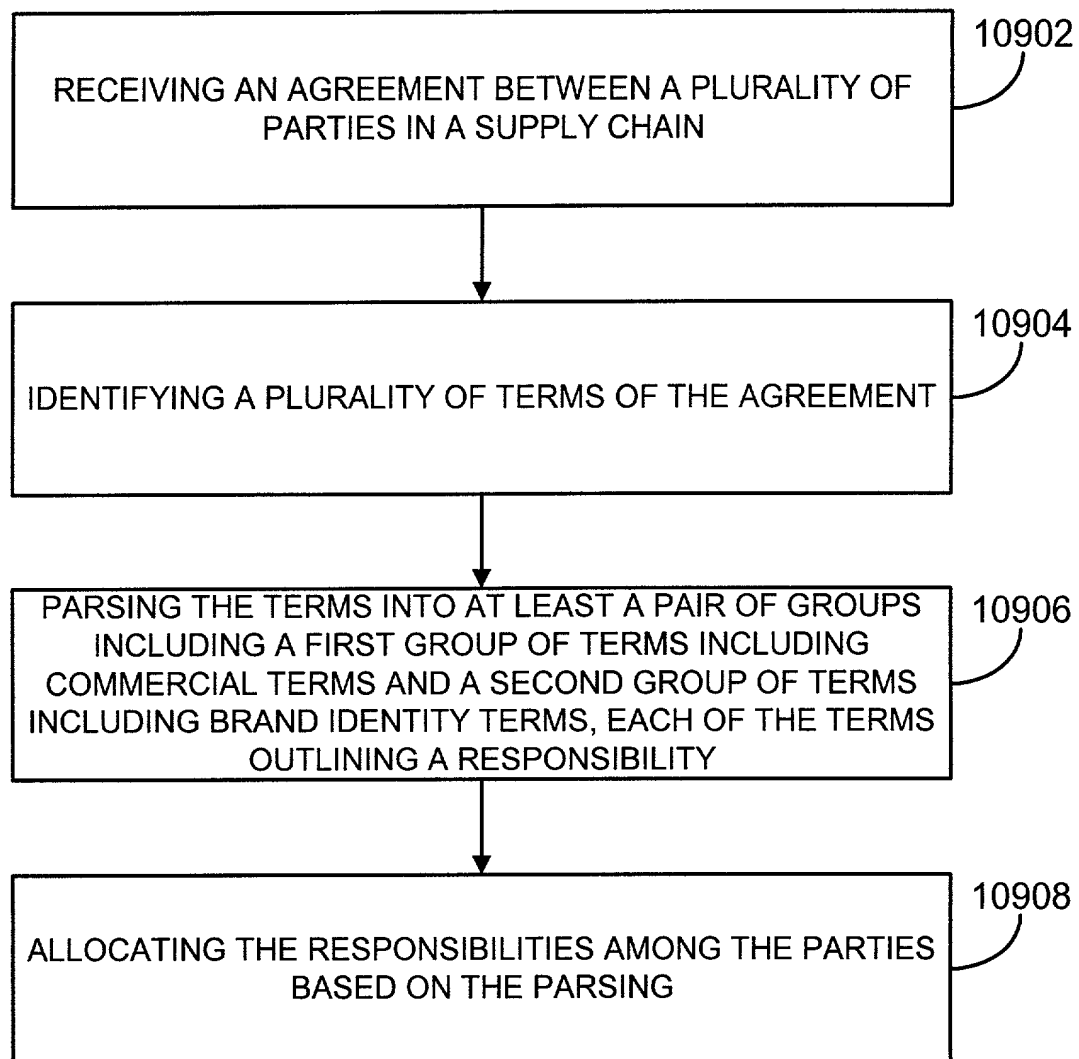 10902
RECEIVING AN AGREEMENT BETWEEN A PLURALITY OF
PARTIES IN A SUPPLY CHAIN
10904
IDENTIFYING A PLURALITY OF TERMS OF THE AGREEMENT
10906
PARSING THE TERMS INTO AT LEAST A PAIR OF GROUPS
INCLUDING A FIRST GROUP OF TERMS INCLUDING
COMMERCIAL TERMS AND A SECOND GROUP OF TERMS
INCLUDING BRAND IDENTITY TERMS, EACH OF THE TERMS
OUTLINING A RESPONSIBILITY
10908
ALLOCATING THE RESPONSIBILITIES AMONG THE PARTIES
BASED ON THE PARSING